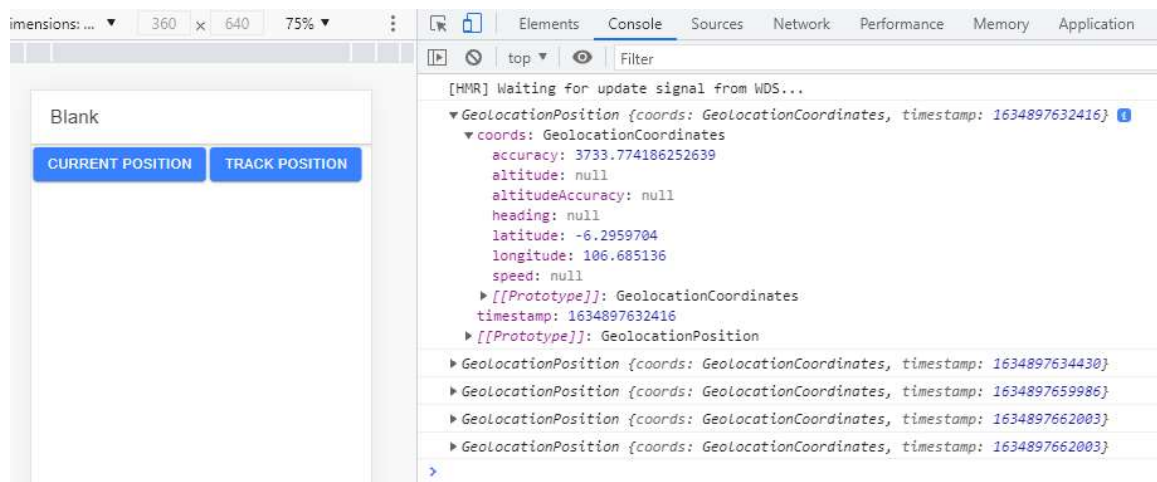 imensions: ... ▼ 360 × 640 75% ▼
Elements Console Sources Network Performance Memory Application
top ▼ Filter
[HMR] Waiting for update signal from WDS...
Blank
CURRENT POSITION TRACK POSITION
▼ GeolocationPosition {coords: GeolocationCoordinates, timestamp: 1634897632416} i
▼ coords: GeolocationCoordinates
accuracy: 3733.774186252639
altitude: null
altitudeAccuracy: null
heading: null
latitude: -6.2959704
longitude: 106.685136
speed: null
▶ [[Prototype]]: GeolocationCoordinates
timestamp: 1634897632416
▶ [[Prototype]]: GeolocationPosition
▶ GeolocationPosition {coords: GeolocationCoordinates, timestamp: 1634897634430}
▶ GeolocationPosition {coords: GeolocationCoordinates, timestamp: 1634897659986}
▶ GeolocationPosition {coords: GeolocationCoordinates, timestamp: 1634897662003}
▶ GeolocationPosition {coords: GeolocationCoordinates, timestamp: 1634897662003}
>